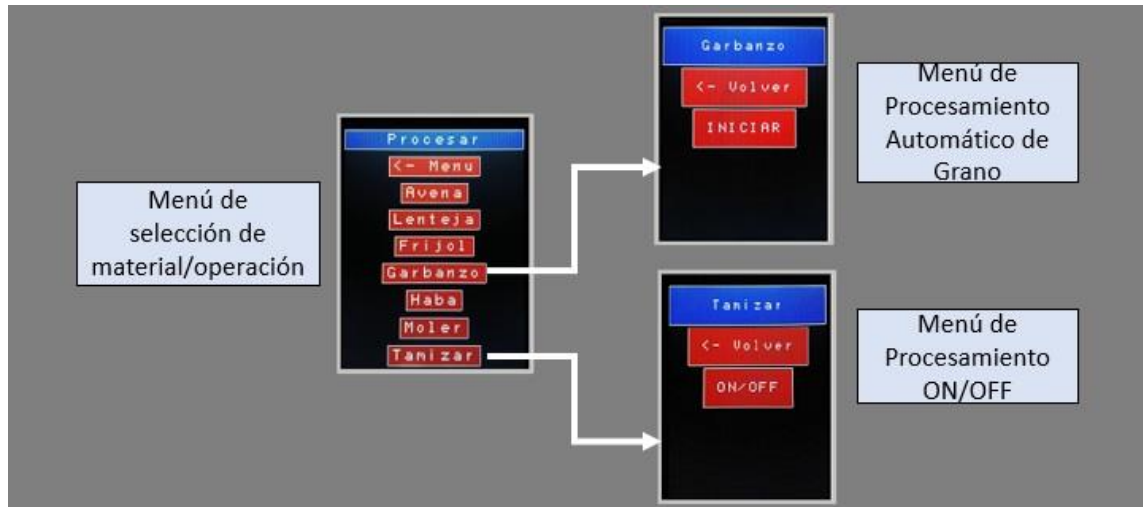 Menú de
selección de
material/operación
Procesar
<- Menu
Avena
Lenteja
Frijol
Garbanzo
Haba
Moler
Tamizar
Garbanzo
<- Volver
INICIAR
Menú de
Procesamiento
Automático de
Grano
Tamizar
<- Volver
ON/OFF
Menú de
Procesamiento
ON/OFF